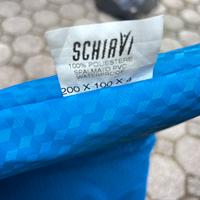 SCHIAVI
100% POLIESTERE
SPALMATO PVC
WATERPROOF
200 X 100 X 4